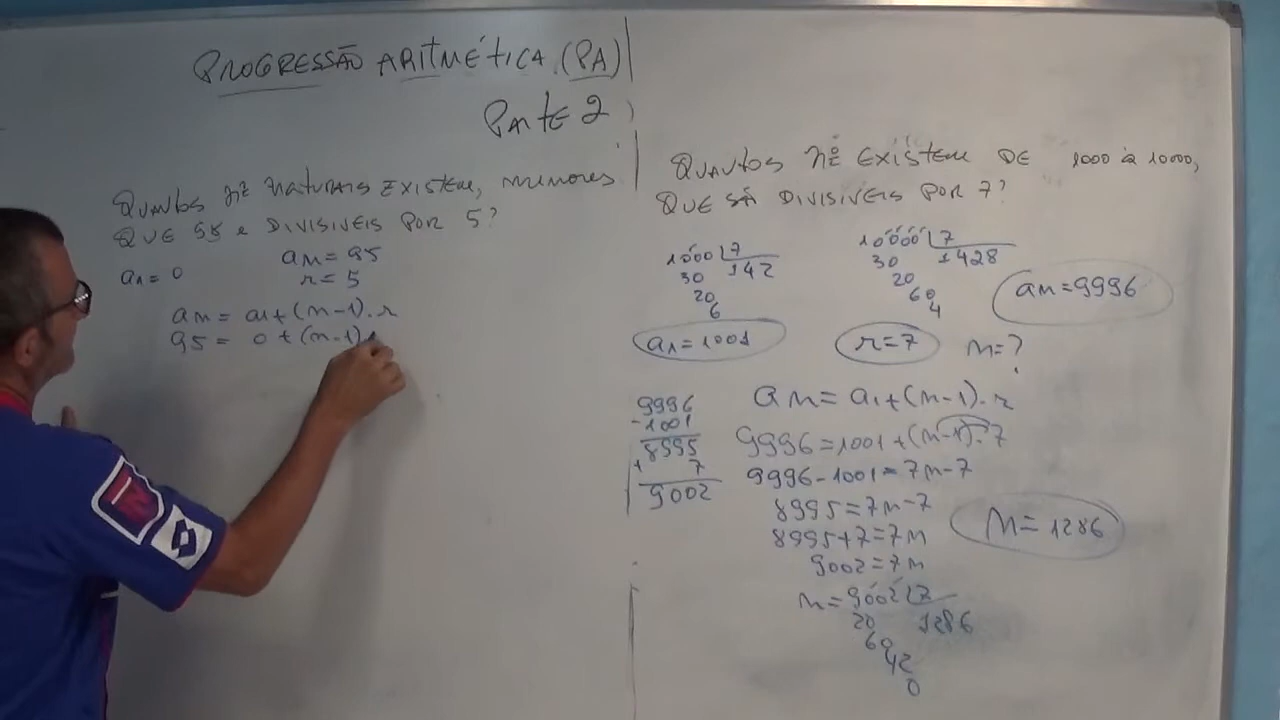 PROGRESSÃO ARITMÉTICA (PA)
PARTE 2
QUANTOS Nº NATURAIS EXISTEM, MENORES
QUE 98 E DIVISIVEIS POR 5?
a1 = 0
an = 95
r = 5
an = a1 + (n-1).r
95 = 0 + (n-1)
QUANTOS Nº EXISTEM DE 1000 à 10000,
QUE SÃO DIVISIVEIS POR 7?
1000 7
30 142
20
6
10000 7
30 1428
20
60
4
an = 9996
a1 = 1001
r = 7
n = ?
9996
-1001
8995
+ 7
9002
an = a1 + (n-1).r
9996 = 1001 + (n-1).7
9996 - 1001 = 7n - 7
8995 = 7n - 7
8995 + 7 = 7n
9002 = 7n
n = 9002 7
20 1286
60
42
0
n = 1286